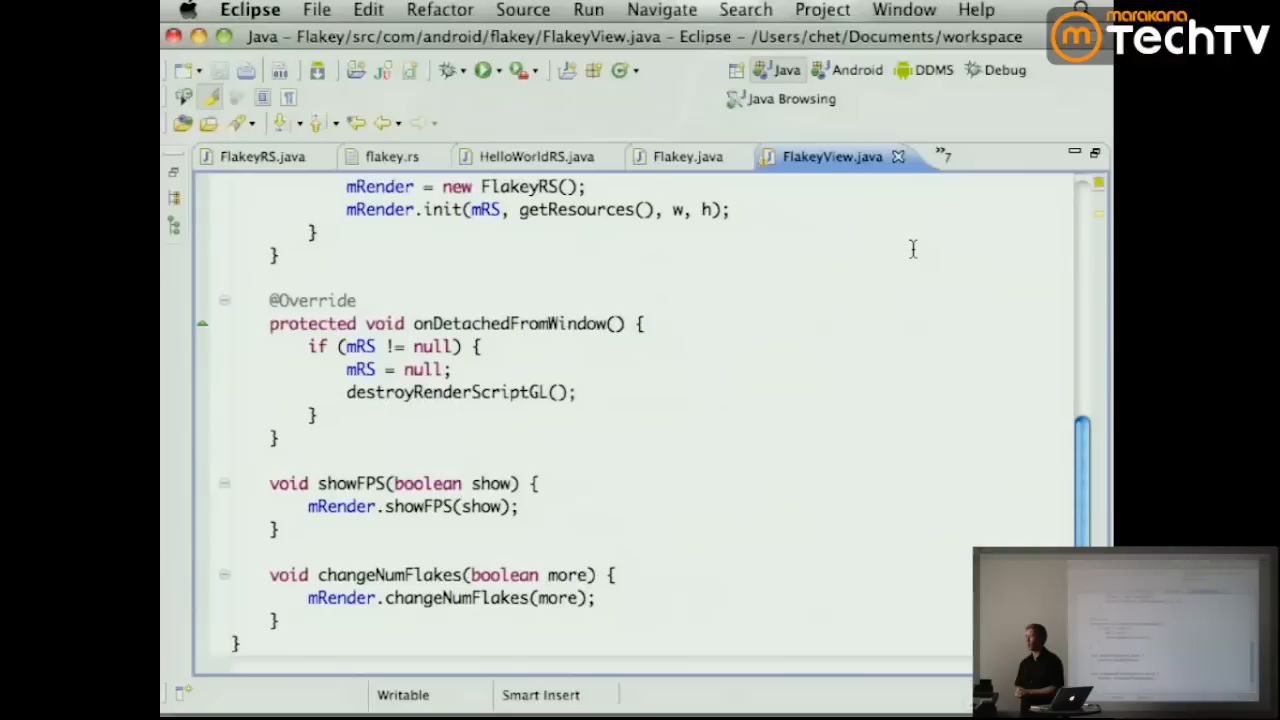 Eclipse File Edit Refactor Source Run Navigate Search Project Window Help
marakana
TechTV
Java – Flakey/src/com/android/flakey/FlakeyView.java – Eclipse – /Users/chet/Documents/workspace
Java Android DDMS Debug
Java Browsing
FlakeyRS.java flakey.rs HelloWorldRS.java Flakey.java FlakeyView.java »7
mRender = new FlakeyRS();
mRender.init(mRS, getResources(), w, h);
}
}
@Override
protected void onDetachedFromWindow() {
if (mRS != null) {
mRS = null;
destroyRenderScriptGL();
}
}
void showFPS(boolean show) {
mRender.showFPS(show);
}
void changeNumFlakes(boolean more) {
mRender.changeNumFlakes(more);
}
}
Writable Smart Insert